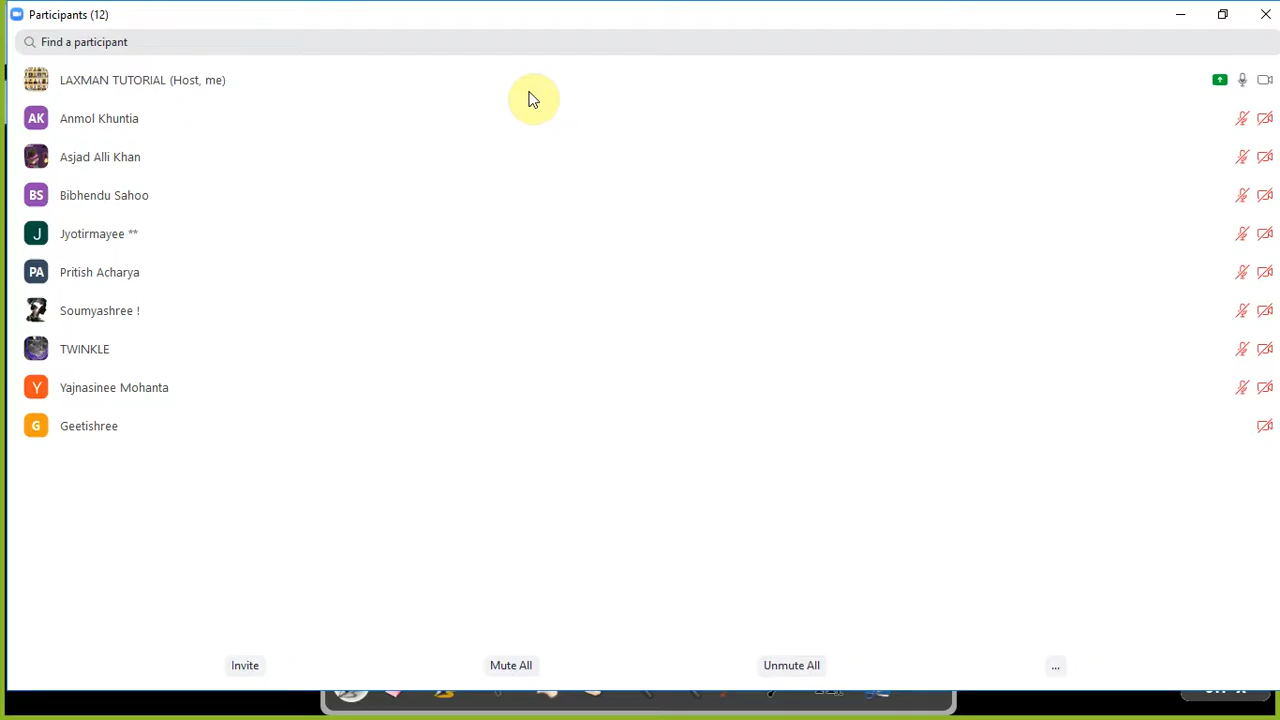 Participants (12)
Find a participant
LAXMAN TUTORIAL (Host, me)
AK Anmol Khuntia
Asjad Alli Khan
BS Bibhendu Sahoo
J Jyotirmayee **
PA Pritish Acharya
Soumyashree !
TWINKLE
Y Yajnasinee Mohanta
G Geetishree
Invite Mute All Unmute All ...